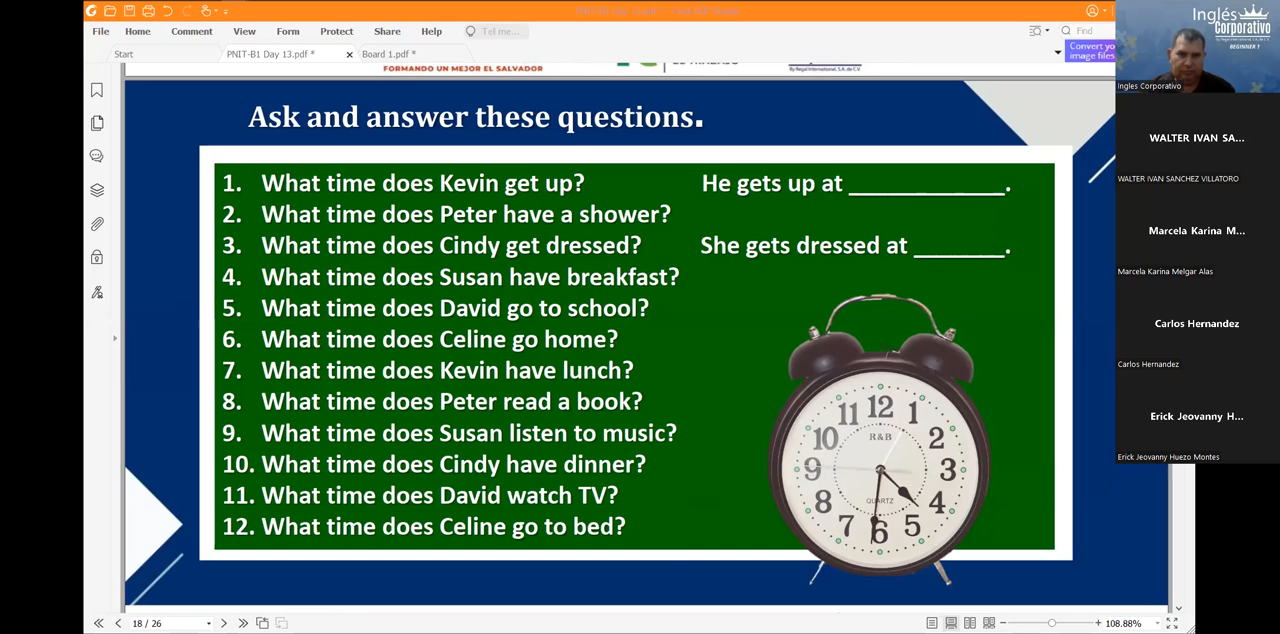 File Home Comment View Form Protect Share Help Tell me... Find
Start PNIT-B1 Day 13.pdf * Board 1.pdf *
Convert you
image files
FORMANDO UN MEJOR EL SALVADOR
Ask and answer these questions.
1. What time does Kevin get up? He gets up at ____________.
2. What time does Peter have a shower?
3. What time does Cindy get dressed? She gets dressed at _______.
4. What time does Susan have breakfast?
5. What time does David go to school?
6. What time does Celine go home?
7. What time does Kevin have lunch?
8. What time does Peter read a book?
9. What time does Susan listen to music?
10. What time does Cindy have dinner?
11. What time does David watch TV?
12. What time does Celine go to bed?
12 1 2 3 4 5 6 7 8 9 10 11
R&B
QUARTZ
18 / 26
108.88%
Inglés
Corporativo
BEGINNER 1
Ingles Corporativo
WALTER IVAN SA...
WALTER IVAN SANCHEZ VILLATORO
Marcela Karina M...
Marcela Karina Melgar Alas
Carlos Hernandez
Carlos Hernandez
Erick Jeovanny H...
Erick Jeovanny Huezo Montes